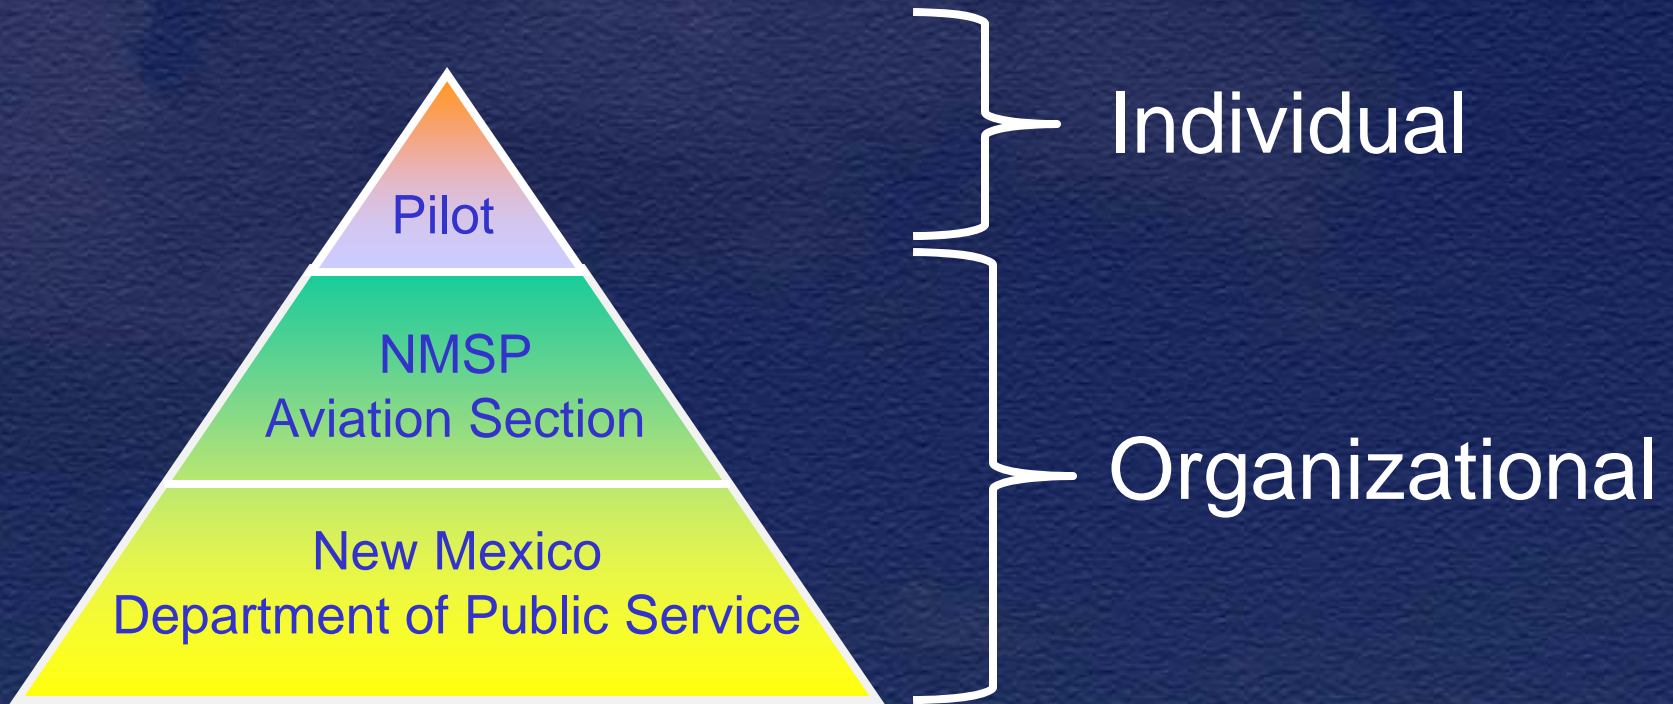 Individual
Pilot
NMSP
Aviation Section
Organizational
New Mexico
Department of Public Service